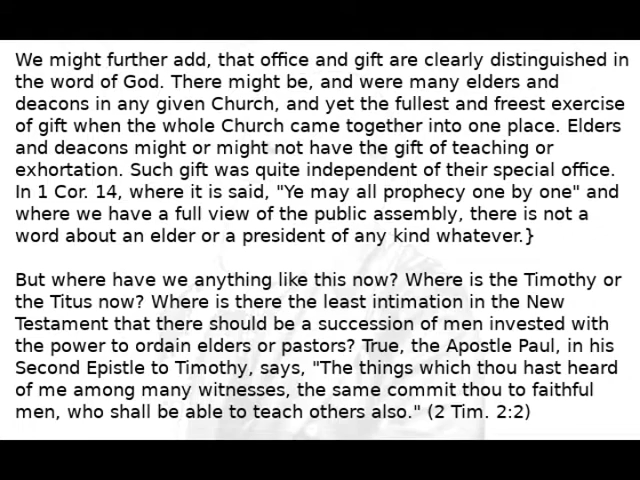 We might further add, that office and gift are clearly distinguished in
the word of God. There might be, and were many elders and
deacons in any given Church, and yet the fullest and freest exercise
of gift when the whole Church came together into one place. Elders
and deacons might or might not have the gift of teaching or
exhortation. Such gift was quite independent of their special office.
In 1 Cor. 14, where it is said, "Ye may all prophecy one by one" and
where we have a full view of the public assembly, there is not a
word about an elder or a president of any kind whatever.}

But where have we anything like this now? Where is the Timothy or
the Titus now? Where is there the least intimation in the New
Testament that there should be a succession of men invested with
the power to ordain elders or pastors? True, the Apostle Paul, in his
Second Epistle to Timothy, says, "The things which thou hast heard
of me among many witnesses, the same commit thou to faithful
men, who shall be able to teach others also." (2 Tim. 2:2)